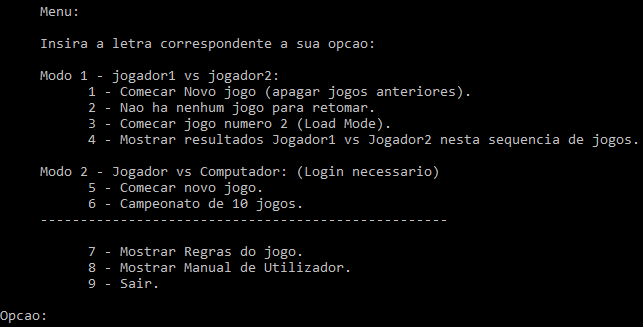 Menu:
Insira a letra correspondente a sua opcao:
Modo 1 - jogador1 vs jogador2:
1 - Comecar Novo jogo (apagar jogos anteriores).
2 - Nao ha nenhum jogo para retomar.
3 - Comecar jogo numero 2 (Load Mode).
4 - Mostrar resultados Jogador1 vs Jogador2 nesta sequencia de jogos.
Modo 2 - Jogador vs Computador: (Login necessario)
5 - Comecar novo jogo.
6 - Campeonato de 10 jogos.
---------------------------------------------------
7 - Mostrar Regras do jogo.
8 - Mostrar Manual de Utilizador.
9 - Sair.
Opcao: